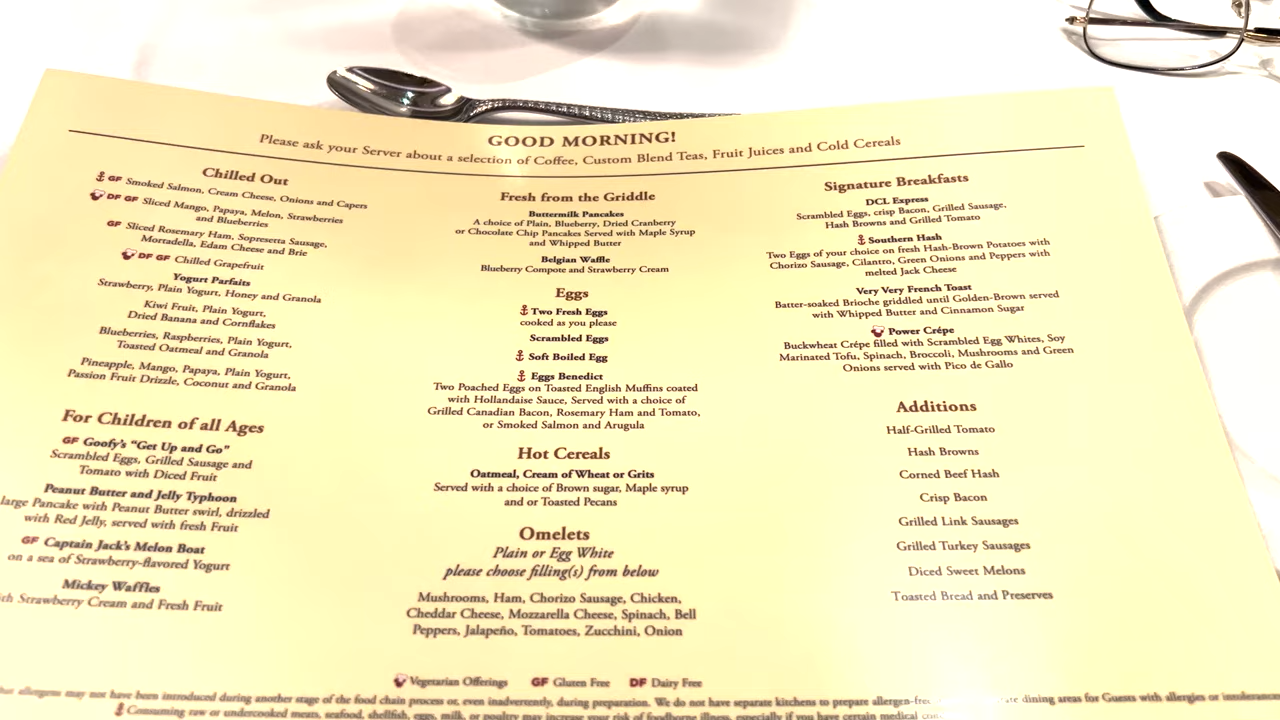 GOOD MORNING!
Please ask your Server about a selection of Coffee, Custom Blend Teas, Fruit Juices and Cold Cereals
Chilled Out
GF Smoked Salmon, Cream Cheese, Onions and Capers
DF GF Sliced Mango, Papaya, Melon, Strawberries
and Blueberries
GF Sliced Rosemary Ham, Sopresetta Sausage,
Mortadella, Edam Cheese and Brie
DF GF Chilled Grapefruit
Yogurt Parfaits
Strawberry, Plain Yogurt, Honey and Granola
Kiwi Fruit, Plain Yogurt,
Dried Banana and Cornflakes
Blueberries, Raspberries, Plain Yogurt,
Toasted Oatmeal and Granola
Pineapple, Mango, Papaya, Plain Yogurt,
Passion Fruit Drizzle, Coconut and Granola
For Children of all Ages
GF Goofy's "Get Up and Go"
Scrambled Eggs, Grilled Sausage and
Tomato with Diced Fruit
Peanut Butter and Jelly Typhoon
large Pancake with Peanut Butter swirl, drizzled
with Red Jelly, served with fresh Fruit
GF Captain Jack's Melon Boat
on a sea of Strawberry-flavored Yogurt
Mickey Waffles
Strawberry Cream and Fresh Fruit
Fresh from the Griddle
Buttermilk Pancakes
A choice of Plain, Blueberry, Dried Cranberry
or Chocolate Chip Pancakes Served with Maple Syrup
and Whipped Butter
Belgian Waffle
Blueberry Compote and Strawberry Cream
Eggs
Two Fresh Eggs
cooked as you please
Scrambled Eggs
Soft Boiled Egg
Eggs Benedict
Two Poached Eggs on Toasted English Muffins coated
with Hollandaise Sauce, Served with a choice of
Grilled Canadian Bacon, Rosemary Ham and Tomato,
or Smoked Salmon and Arugula
Hot Cereals
Oatmeal, Cream of Wheat or Grits
Served with a choice of Brown sugar, Maple syrup
and or Toasted Pecans
Omelets
Plain or Egg White
please choose filling(s) from below
Mushrooms, Ham, Chorizo Sausage, Chicken,
Cheddar Cheese, Mozzarella Cheese, Spinach, Bell
Peppers, Jalapeño, Tomatoes, Zucchini, Onion
Signature Breakfasts
DCL Express
Scrambled Eggs, crisp Bacon, Grilled Sausage,
Hash Browns and Grilled Tomato
Southern Hash
Two Eggs of your choice on fresh Hash-Brown Potatoes with
Chorizo Sausage, Cilantro, Green Onions and Peppers with
melted Jack Cheese
Very Very French Toast
Batter-soaked Brioche griddled until Golden-Brown served
with Whipped Butter and Cinnamon Sugar
Power Crépe
Buckwheat Crépe filled with Scrambled Egg Whites, Soy
Marinated Tofu, Spinach, Broccoli, Mushrooms and Green
Onions served with Pico de Gallo
Additions
Half-Grilled Tomato
Hash Browns
Corned Beef Hash
Crisp Bacon
Grilled Link Sausages
Grilled Turkey Sausages
Diced Sweet Melons
Toasted Bread and Preserves
Vegetarian Offerings GF Gluten Free DF Dairy Free
allergens may not have been introduced during another stage of the food chain process or, even inadvertently, during preparation. We do not have separate kitchens to prepare dining areas for Guests with allergies or
Consuming raw or undercooked meats, seafood, shellfish, eggs, milk, or poultry may increase your risk of foodborne illness, especially if you have certain medical